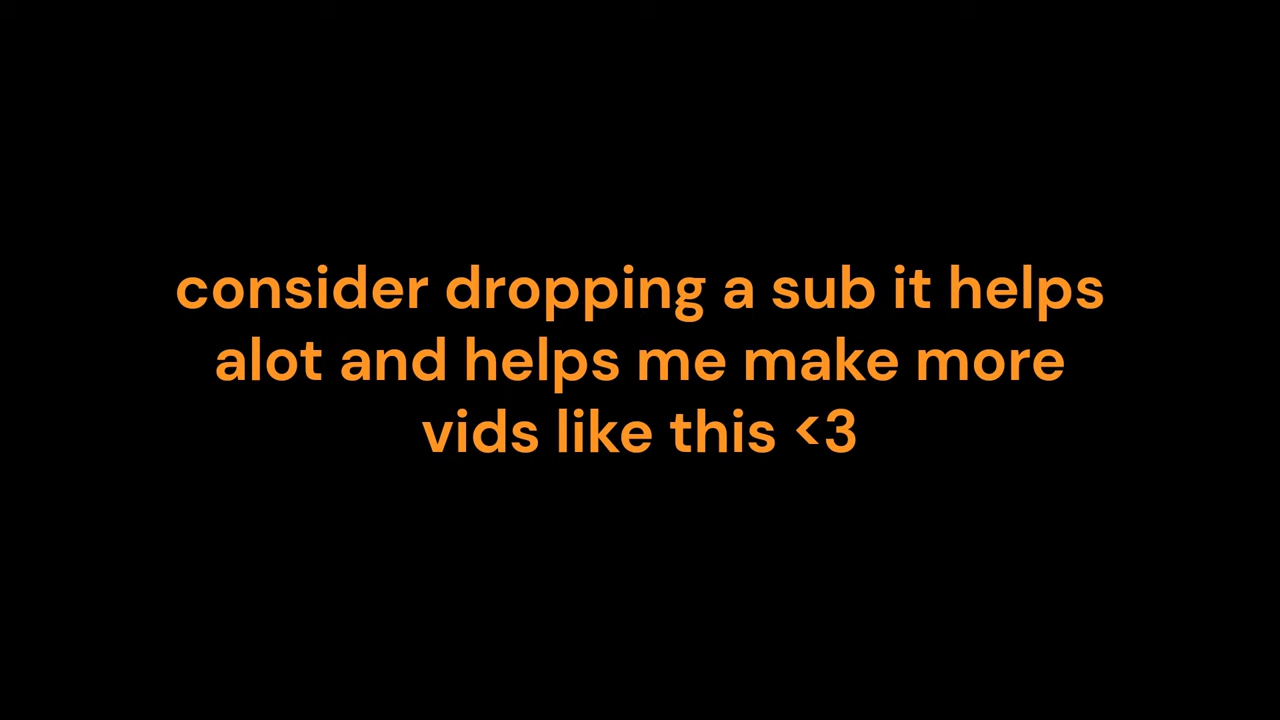 consider dropping a sub it helps
alot and helps me make more
vids like this <3